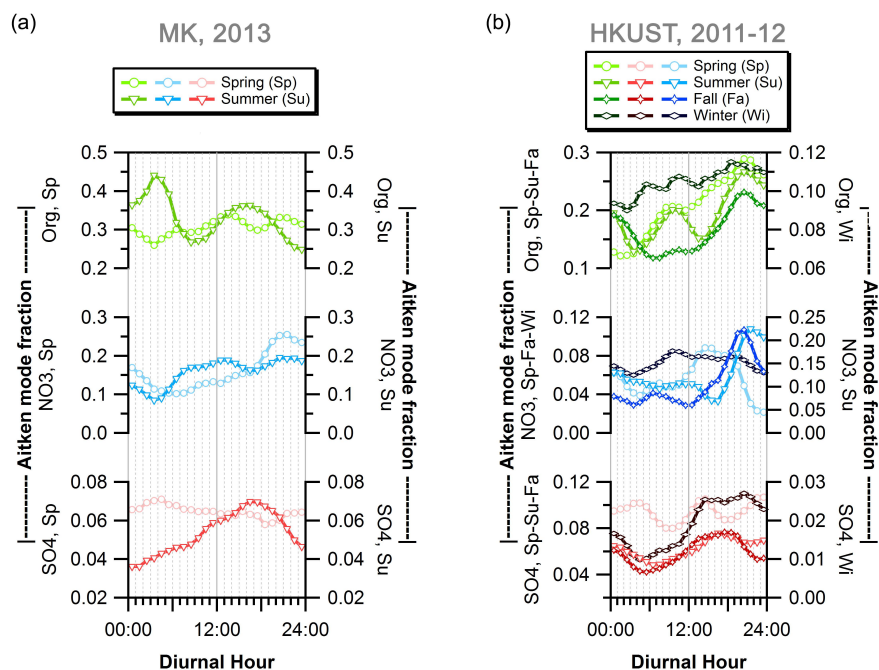 (a)
MK, 2013
Spring (Sp)
Summer (Su)
Aitken mode fraction
Org, Sp
0.5
0.4
0.3
0.2
0.5
0.4
0.3
0.2
Org, Su
NO3, Sp
0.3
0.2
0.1
0.0
0.3
0.2
0.1
0.0
NO3, Su
SO4, Sp
0.08
0.06
0.04
0.02
0.08
0.06
0.04
0.02
SO4, Su
Aitken mode fraction
00:00
12:00
24:00
Diurnal Hour
(b)
HKUST, 2011-12
Spring (Sp)
Summer (Su)
Fall (Fa)
Winter (Wi)
Aitken mode fraction
Org, Sp-Su-Fa
0.3
0.2
0.1
0.12
0.10
0.08
0.06
Org, Wi
NO3, Sp-Fa-Wi
0.12
0.08
0.04
0.00
0.25
0.20
0.15
0.10
0.05
0.00
NO3, Su
SO4, Sp-Su-Fa
0.12
0.08
0.04
0.03
0.02
0.01
0.00
SO4, Wi
Aitken mode fraction
00:00
12:00
24:00
Diurnal Hour